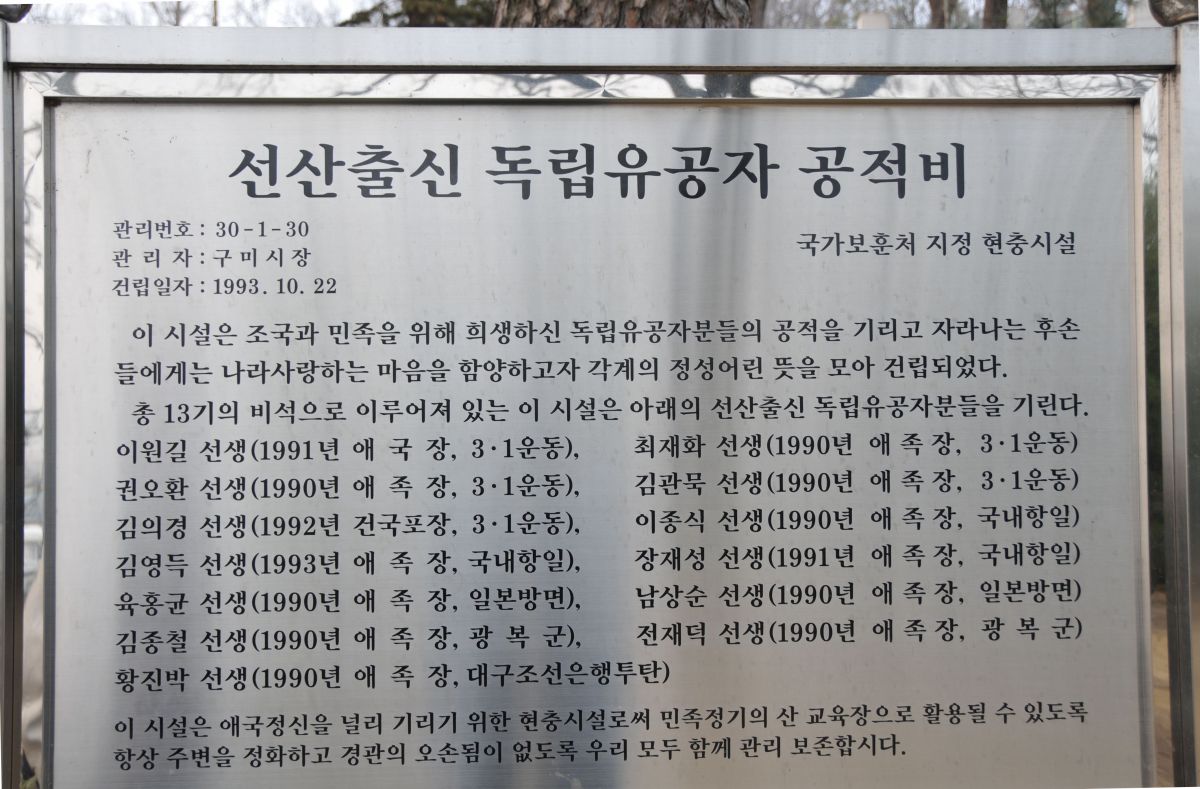 선산출신 독립유공자 공적비
관리번호 : 30-1-30
관 리 자 : 구 미 시 장
국가보훈처 지정 현충시설
건립일자 : 1993. 10. 22
이 시설은 조국과 민족을 위해 희생하신 독립유공자분들의 공적을 기리고 자라나는 후손
들에게는 나라사랑하는 마음을 함양하고자 각계의 정성어린 뜻을 모아 건립되었다.
총 13기의 비석으로 이루어져 있는 이 시설은 아래의 선산출신 독립유공자분들을 기린다.
이원길 선생(1991년 애 국 장, 3·1운동), 최재화 선생(1990년 애 족 장, 3·1운동)
권오환 선생(1990년 애 족 장, 3·1운동), 김관묵 선생(1990년 애 족 장, 3·1운동)
김의경 선생(1992년 건국포장, 3·1운동), 이종식 선생(1990년 애 족 장, 국내항일)
김영득 선생(1993년 애 족 장, 국내항일), 장재성 선생(1991년 애 족 장, 국내항일)
육홍균 선생(1990년 애 족 장, 일본방면), 남상순 선생(1990년 애 족 장, 일본방면)
김종철 선생(1990년 애 족 장, 광 복 군), 전재덕 선생(1990년 애 족 장, 광 복 군)
황진박 선생(1990년 애 족 장, 대구조선은행투탄)
이 시설은 애국정신을 널리 기리기 위한 현충시설로써 민족정기의 산 교육장으로 활용될 수 있도록
항상 주변을 정화하고 경관의 오손됨이 없도록 우리 모두 함께 관리 보존합시다.